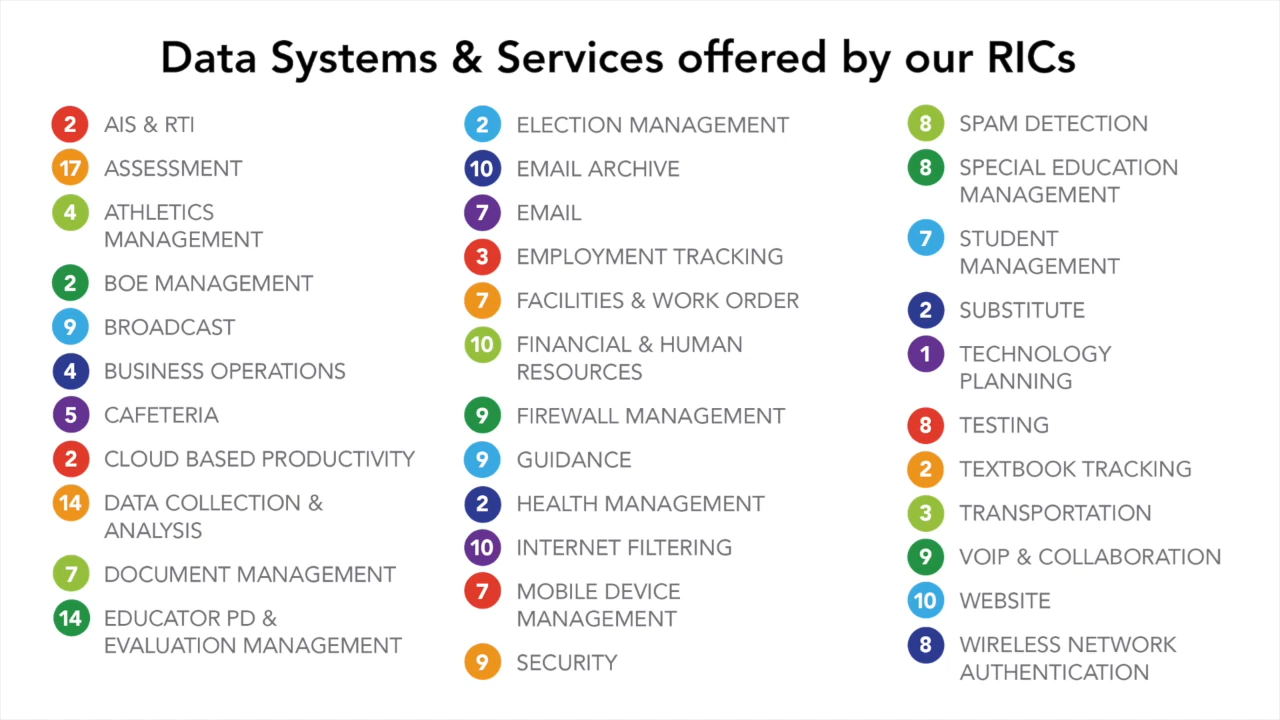 Data Systems & Services offered by our RICs
2 AIS & RTI
17 ASSESSMENT
4 ATHLETICS
MANAGEMENT
2 BOE MANAGEMENT
9 BROADCAST
4 BUSINESS OPERATIONS
5 CAFETERIA
2 CLOUD BASED PRODUCTIVITY
14 DATA COLLECTION &
ANALYSIS
7 DOCUMENT MANAGEMENT
14 EDUCATOR PD &
EVALUATION MANAGEMENT
2 ELECTION MANAGEMENT
10 EMAIL ARCHIVE
7 EMAIL
3 EMPLOYMENT TRACKING
7 FACILITIES & WORK ORDER
10 FINANCIAL & HUMAN
RESOURCES
9 FIREWALL MANAGEMENT
9 GUIDANCE
2 HEALTH MANAGEMENT
10 INTERNET FILTERING
7 MOBILE DEVICE
MANAGEMENT
9 SECURITY
8 SPAM DETECTION
8 SPECIAL EDUCATION
MANAGEMENT
7 STUDENT
MANAGEMENT
2 SUBSTITUTE
1 TECHNOLOGY
PLANNING
8 TESTING
2 TEXTBOOK TRACKING
3 TRANSPORTATION
9 VOIP & COLLABORATION
10 WEBSITE
8 WIRELESS NETWORK
AUTHENTICATION